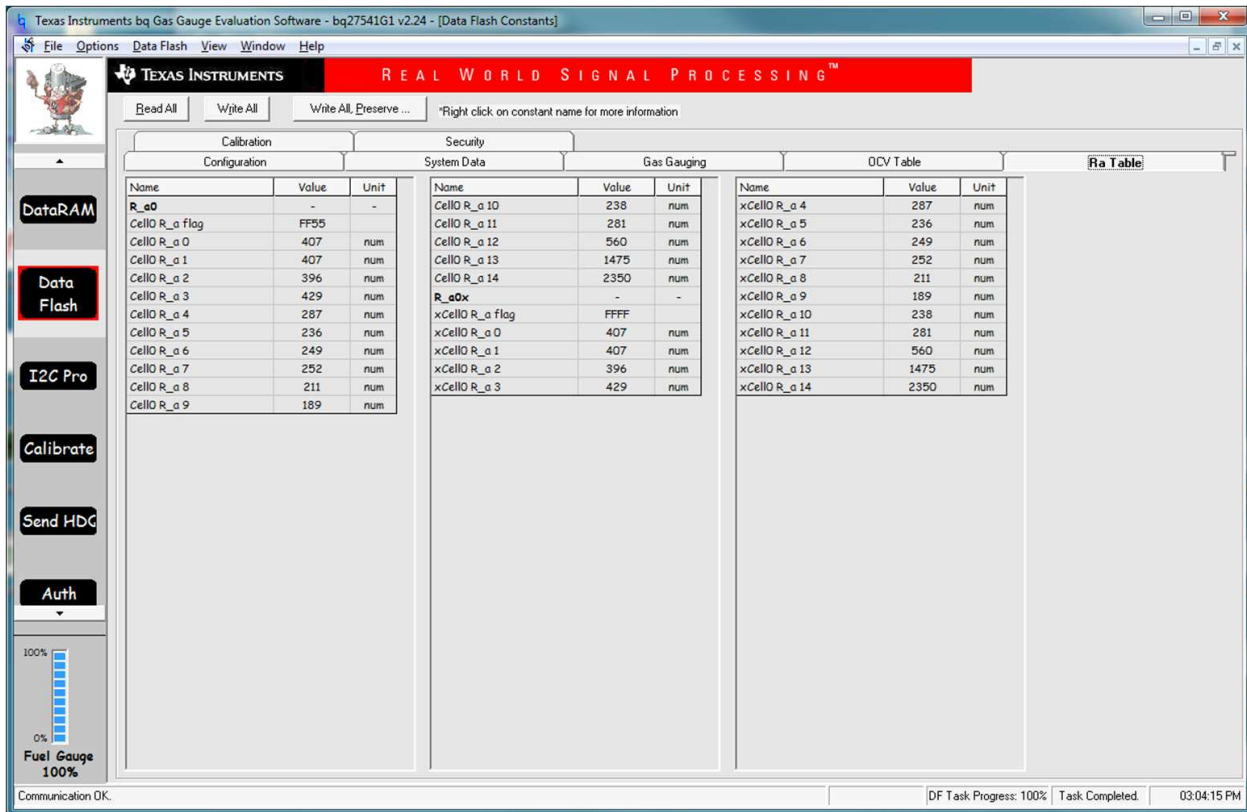 Texas Instruments bq Gas Gauge Evaluation Software - bq27541G1 v2.24 - [Data Flash Constants]
File Options Data Flash View Window Help
TEXAS INSTRUMENTS REAL WORLD SIGNAL PROCESSING™
Read All Write All Write All, Preserve ... *Right click on constant name for more information
Calibration Security
Configuration System Data Gas Gauging OCV Table Ra Table
DataRAM
Data
Flash
I2C Pro
Calibrate
Send HDG
Auth
100%
0%
Fuel Gauge
100%
Name Value Unit
R_a0 - -
Cell0 R_a flag FF55
Cell0 R_a 0 407 num
Cell0 R_a 1 407 num
Cell0 R_a 2 396 num
Cell0 R_a 3 429 num
Cell0 R_a 4 287 num
Cell0 R_a 5 236 num
Cell0 R_a 6 249 num
Cell0 R_a 7 252 num
Cell0 R_a 8 211 num
Cell0 R_a 9 189 num
Name Value Unit
Cell0 R_a 10 238 num
Cell0 R_a 11 281 num
Cell0 R_a 12 560 num
Cell0 R_a 13 1475 num
Cell0 R_a 14 2350 num
R_a0x - -
xCell0 R_a flag FFFF
xCell0 R_a 0 407 num
xCell0 R_a 1 407 num
xCell0 R_a 2 396 num
xCell0 R_a 3 429 num
Name Value Unit
xCell0 R_a 4 287 num
xCell0 R_a 5 236 num
xCell0 R_a 6 249 num
xCell0 R_a 7 252 num
xCell0 R_a 8 211 num
xCell0 R_a 9 189 num
xCell0 R_a 10 238 num
xCell0 R_a 11 281 num
xCell0 R_a 12 560 num
xCell0 R_a 13 1475 num
xCell0 R_a 14 2350 num
Communication OK. DF Task Progress: 100% Task Completed. 03:04:15 PM